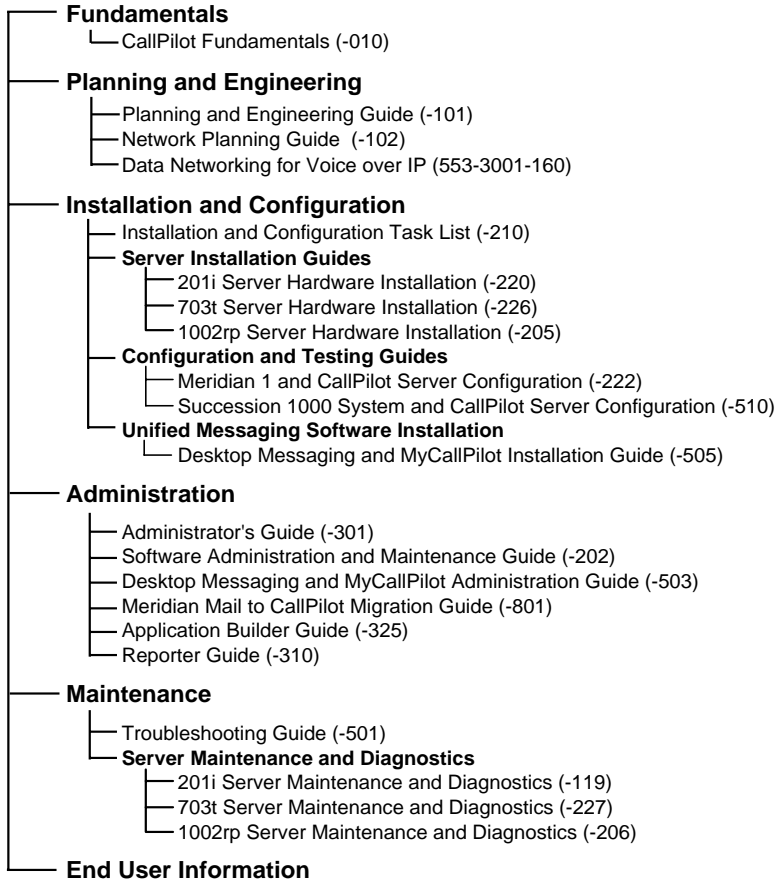 Fundamentals
CallPilot Fundamentals (-010)
Planning and Engineering
Planning and Engineering Guide (-101)
Network Planning Guide (-102)
Data Networking for Voice over IP (553-3001-160)
Installation and Configuration
Installation and Configuration Task List (-210)
Server Installation Guides
201i Server Hardware Installation (-220)
703t Server Hardware Installation (-226)
1002rp Server Hardware Installation (-205)
Configuration and Testing Guides
Meridian 1 and CallPilot Server Configuration (-222)
Succession 1000 System and CallPilot Server Configuration (-510)
Unified Messaging Software Installation
Desktop Messaging and MyCallPilot Installation Guide (-505)
Administration
Administrator's Guide (-301)
Software Administration and Maintenance Guide (-202)
Desktop Messaging and MyCallPilot Administration Guide (-503)
Meridian Mail to CallPilot Migration Guide (-801)
Application Builder Guide (-325)
Reporter Guide (-310)
Maintenance
Troubleshooting Guide (-501)
Server Maintenance and Diagnostics
201i Server Maintenance and Diagnostics (-119)
703t Server Maintenance and Diagnostics (-227)
1002rp Server Maintenance and Diagnostics (-206)
End User Information